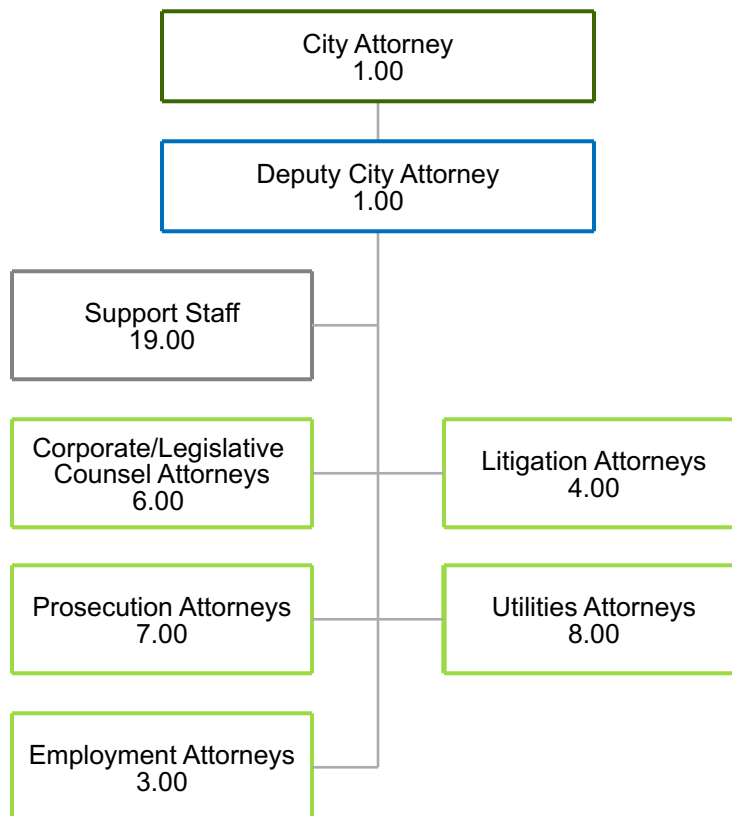 City Attorney
1.00
Deputy City Attorney
1.00
Support Staff
19.00
Corporate/Legislative
Counsel Attorneys
6.00
Litigation Attorneys
4.00
Prosecution Attorneys
7.00
Utilities Attorneys
8.00
Employment Attorneys
3.00